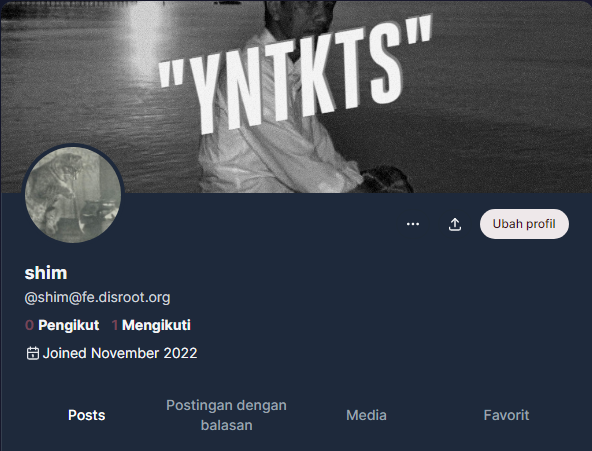 "YNTKTS"
Ubah profil
shim
@shim@fe.disroot.org
0 Pengikut 1 Mengikuti
Joined November 2022
Posts
Postingan dengan
balasan
Media
Favorit